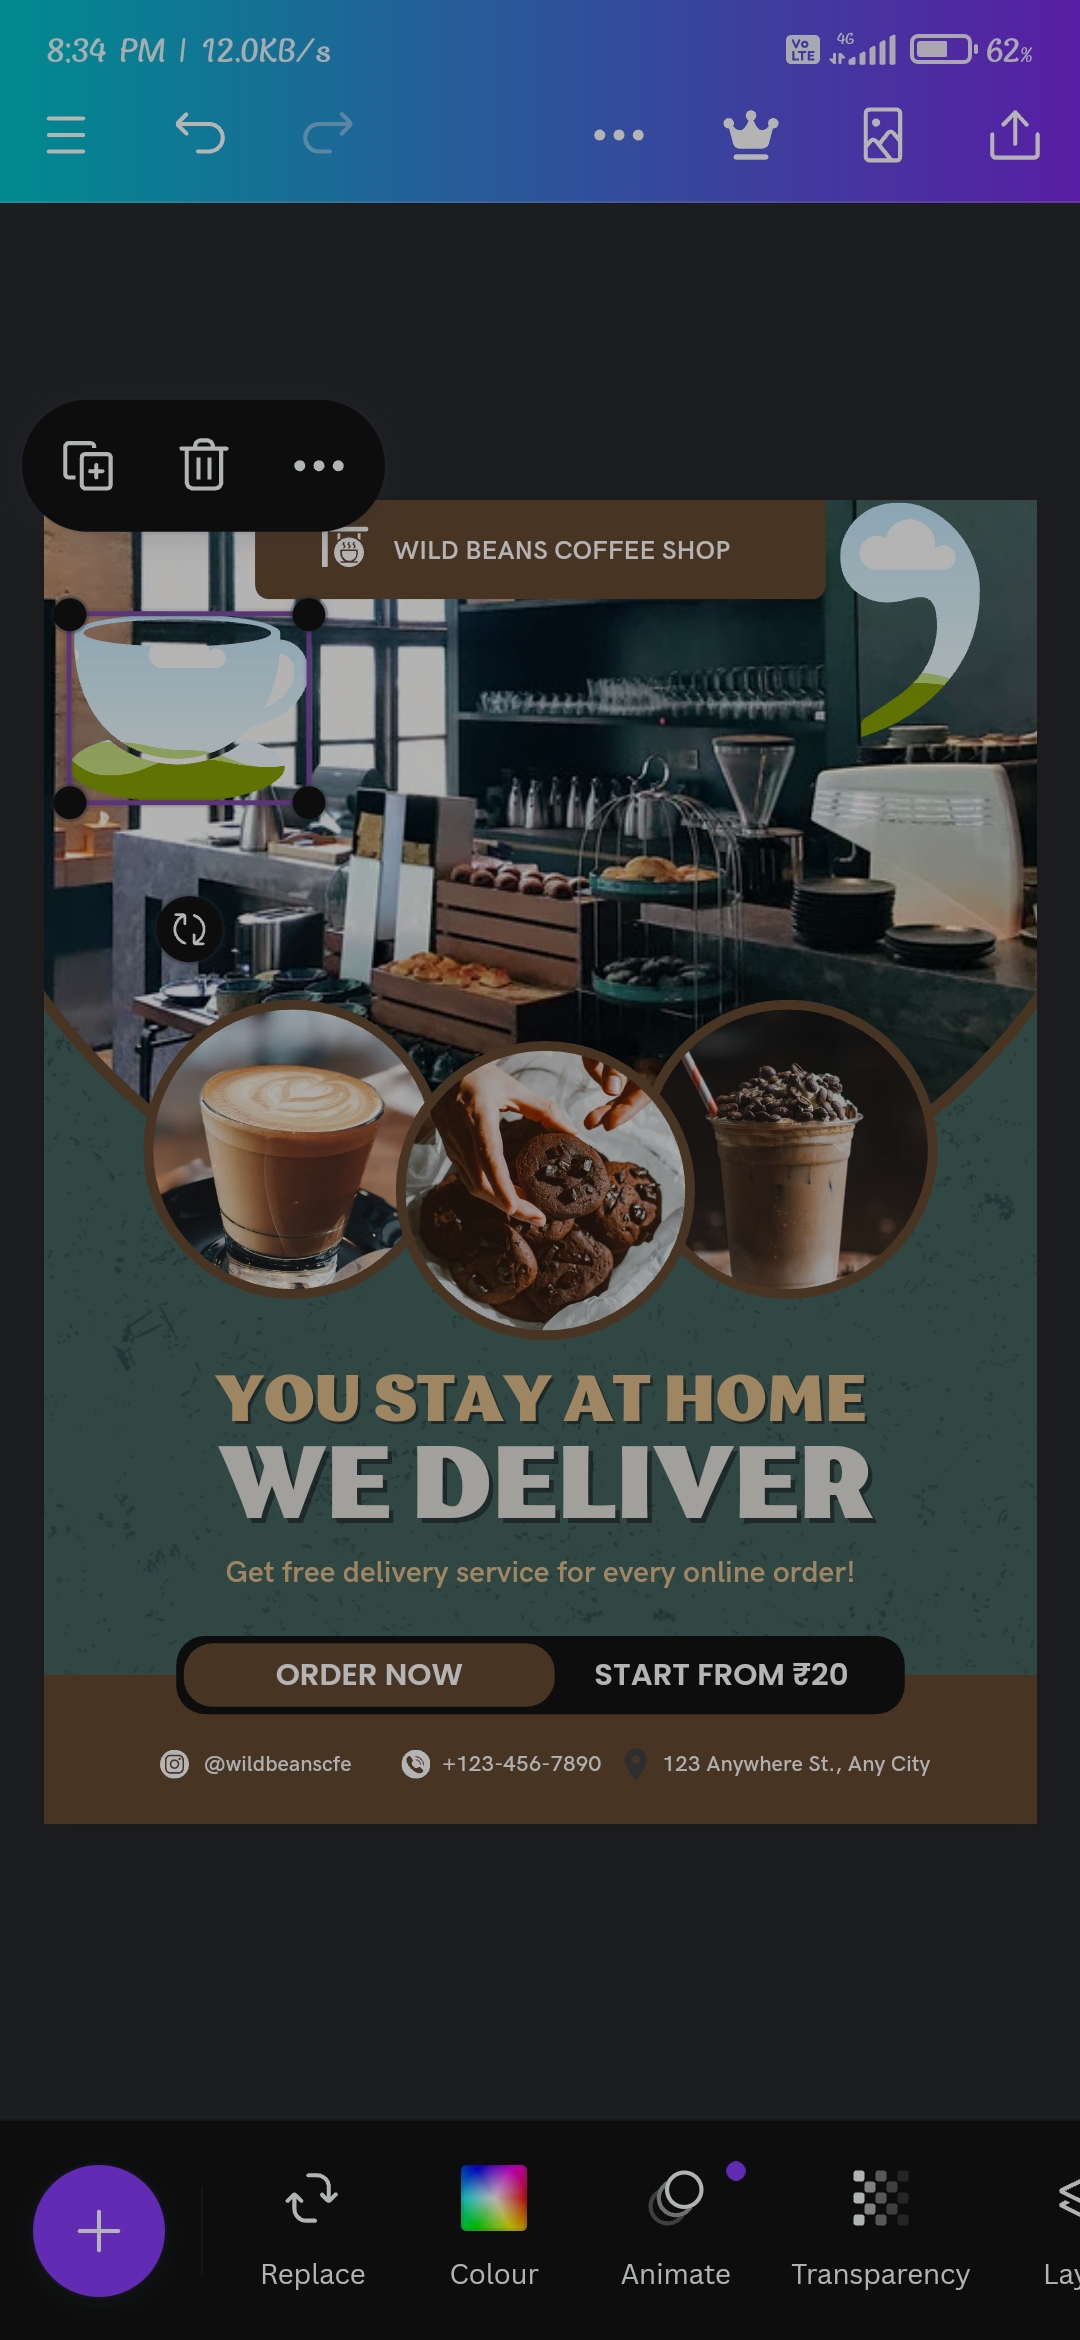 8:34 PM | 12.0KB/s
Vo LTE 4G 62%
WILD BEANS COFFEE SHOP
YOU STAY AT HOME
WE DELIVER
Get free delivery service for every online order!
ORDER NOW START FROM ₹20
@wildbeanscfe +123-456-7890 123 Anywhere St., Any City
Replace Colour Animate Transparency Lay